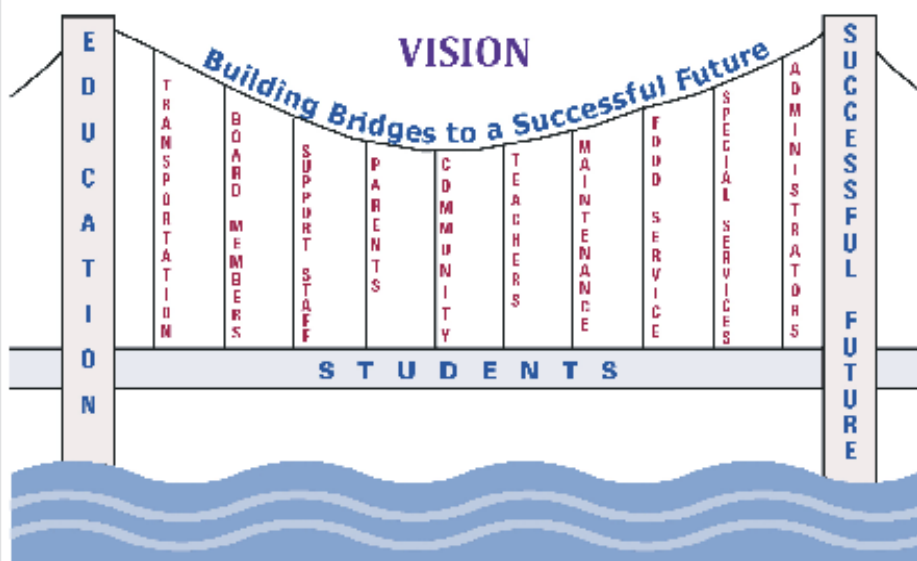 VISION
Building Bridges to a Successful Future
EDUCATION
TRANSPORTATION
BOARD MEMBERS
SUPPORT STAFF
PARENTS
COMMUNITY
TEACHERS
MAINTENANCE
FOOD SERVICE
SPECIAL SERVICES
ADMINISTRATORS
SUCCESSFUL FUTURE
STUDENTS